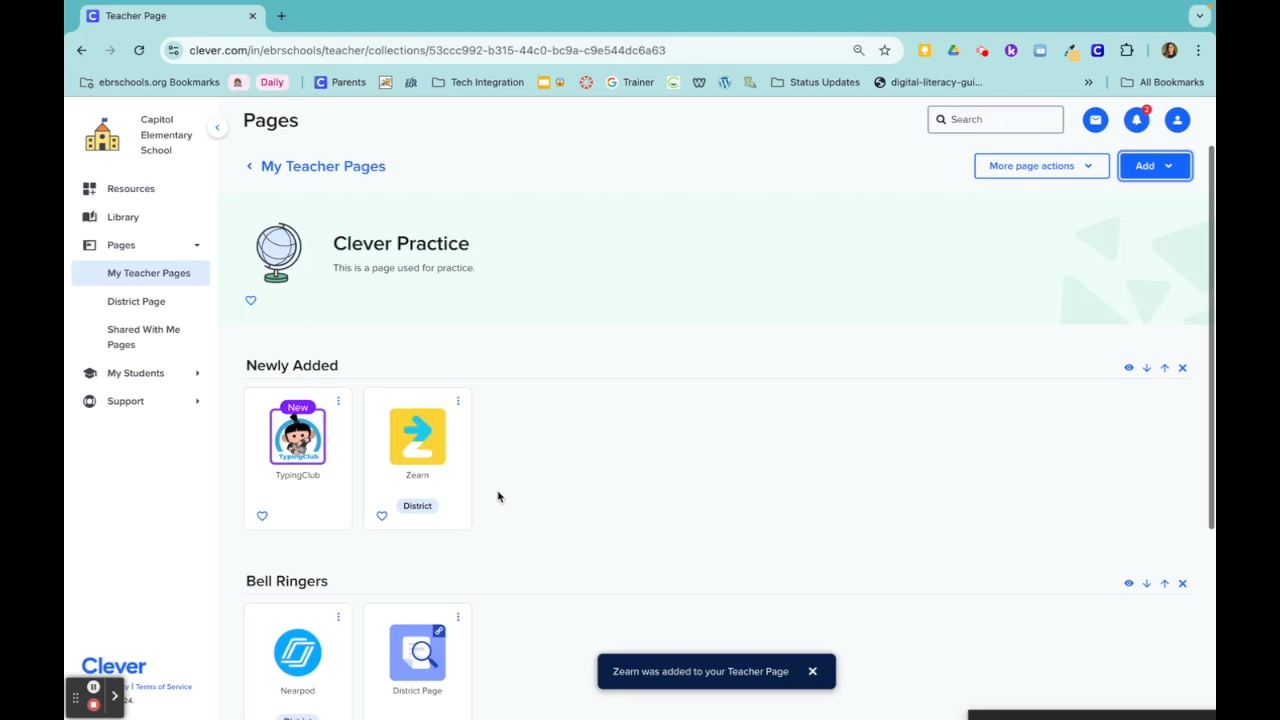 Teacher Page
clever.com/in/ebrschools/teacher/collections/53ccc992-b315-44c0-bc9a-c9e544dc6a63
ebrschools.org Bookmarks
Daily
Parents
Tech Integration
Trainer
Status Updates
digital-literacy-gui...
All Bookmarks
Capitol
Elementary
School
Pages
Search
2
My Teacher Pages
More page actions
Add
Resources
Library
Pages
My Teacher Pages
District Page
Shared With Me
Pages
My Students
Support
Clever Practice
This is a page used for practice.
Newly Added
New
TypingClub
TypingClub
Zearn
District
Bell Ringers
Nearpod
District Page
Zearn was added to your Teacher Page
Clever
Terms of Service